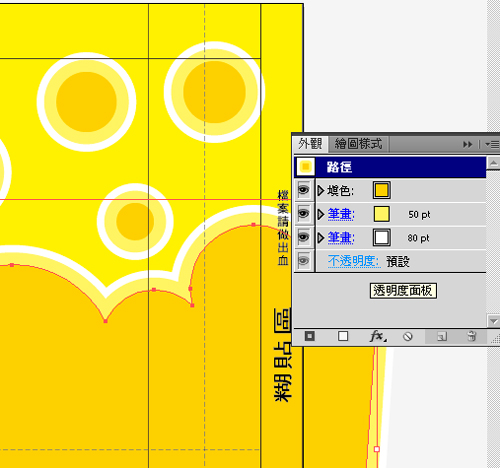 外觀 繪圖樣式
路徑
填色:
筆畫: 50 pt
筆畫: 80 pt
不透明度: 預設
透明度面板
fx
檔案請做出血
糊貼區